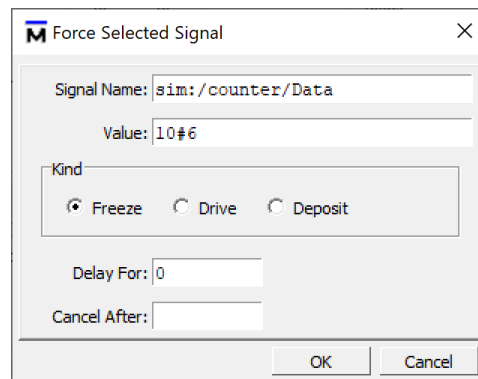 Force Selected Signal
Signal Name: sim:/counter/Data
Value: 10#6
Kind
Freeze Drive Deposit
Delay For: 0
Cancel After:
OK Cancel